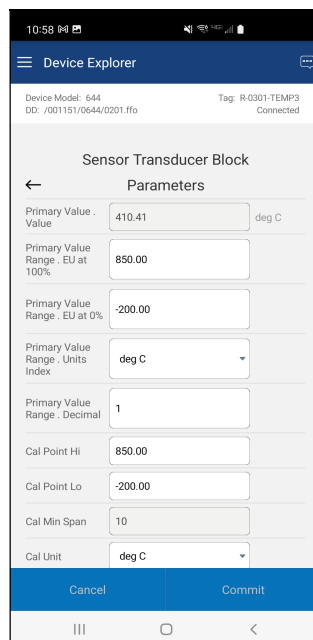 10:58
Device Explorer
Device Model: 644
Tag: R-0301-TEMP3
DD: /001151/0644/0201.ffo
Connected
Sensor Transducer Block
Parameters
Primary Value .
Value
410.41
deg C
Primary Value
Range . EU at
100%
850.00
Primary Value
Range . EU at 0%
-200.00
Primary Value
Range . Units
Index
deg C
Primary Value
Range . Decimal
1
Cal Point Hi
850.00
Cal Point Lo
-200.00
Cal Min Span
10
Cal Unit
deg C
Cancel
Commit